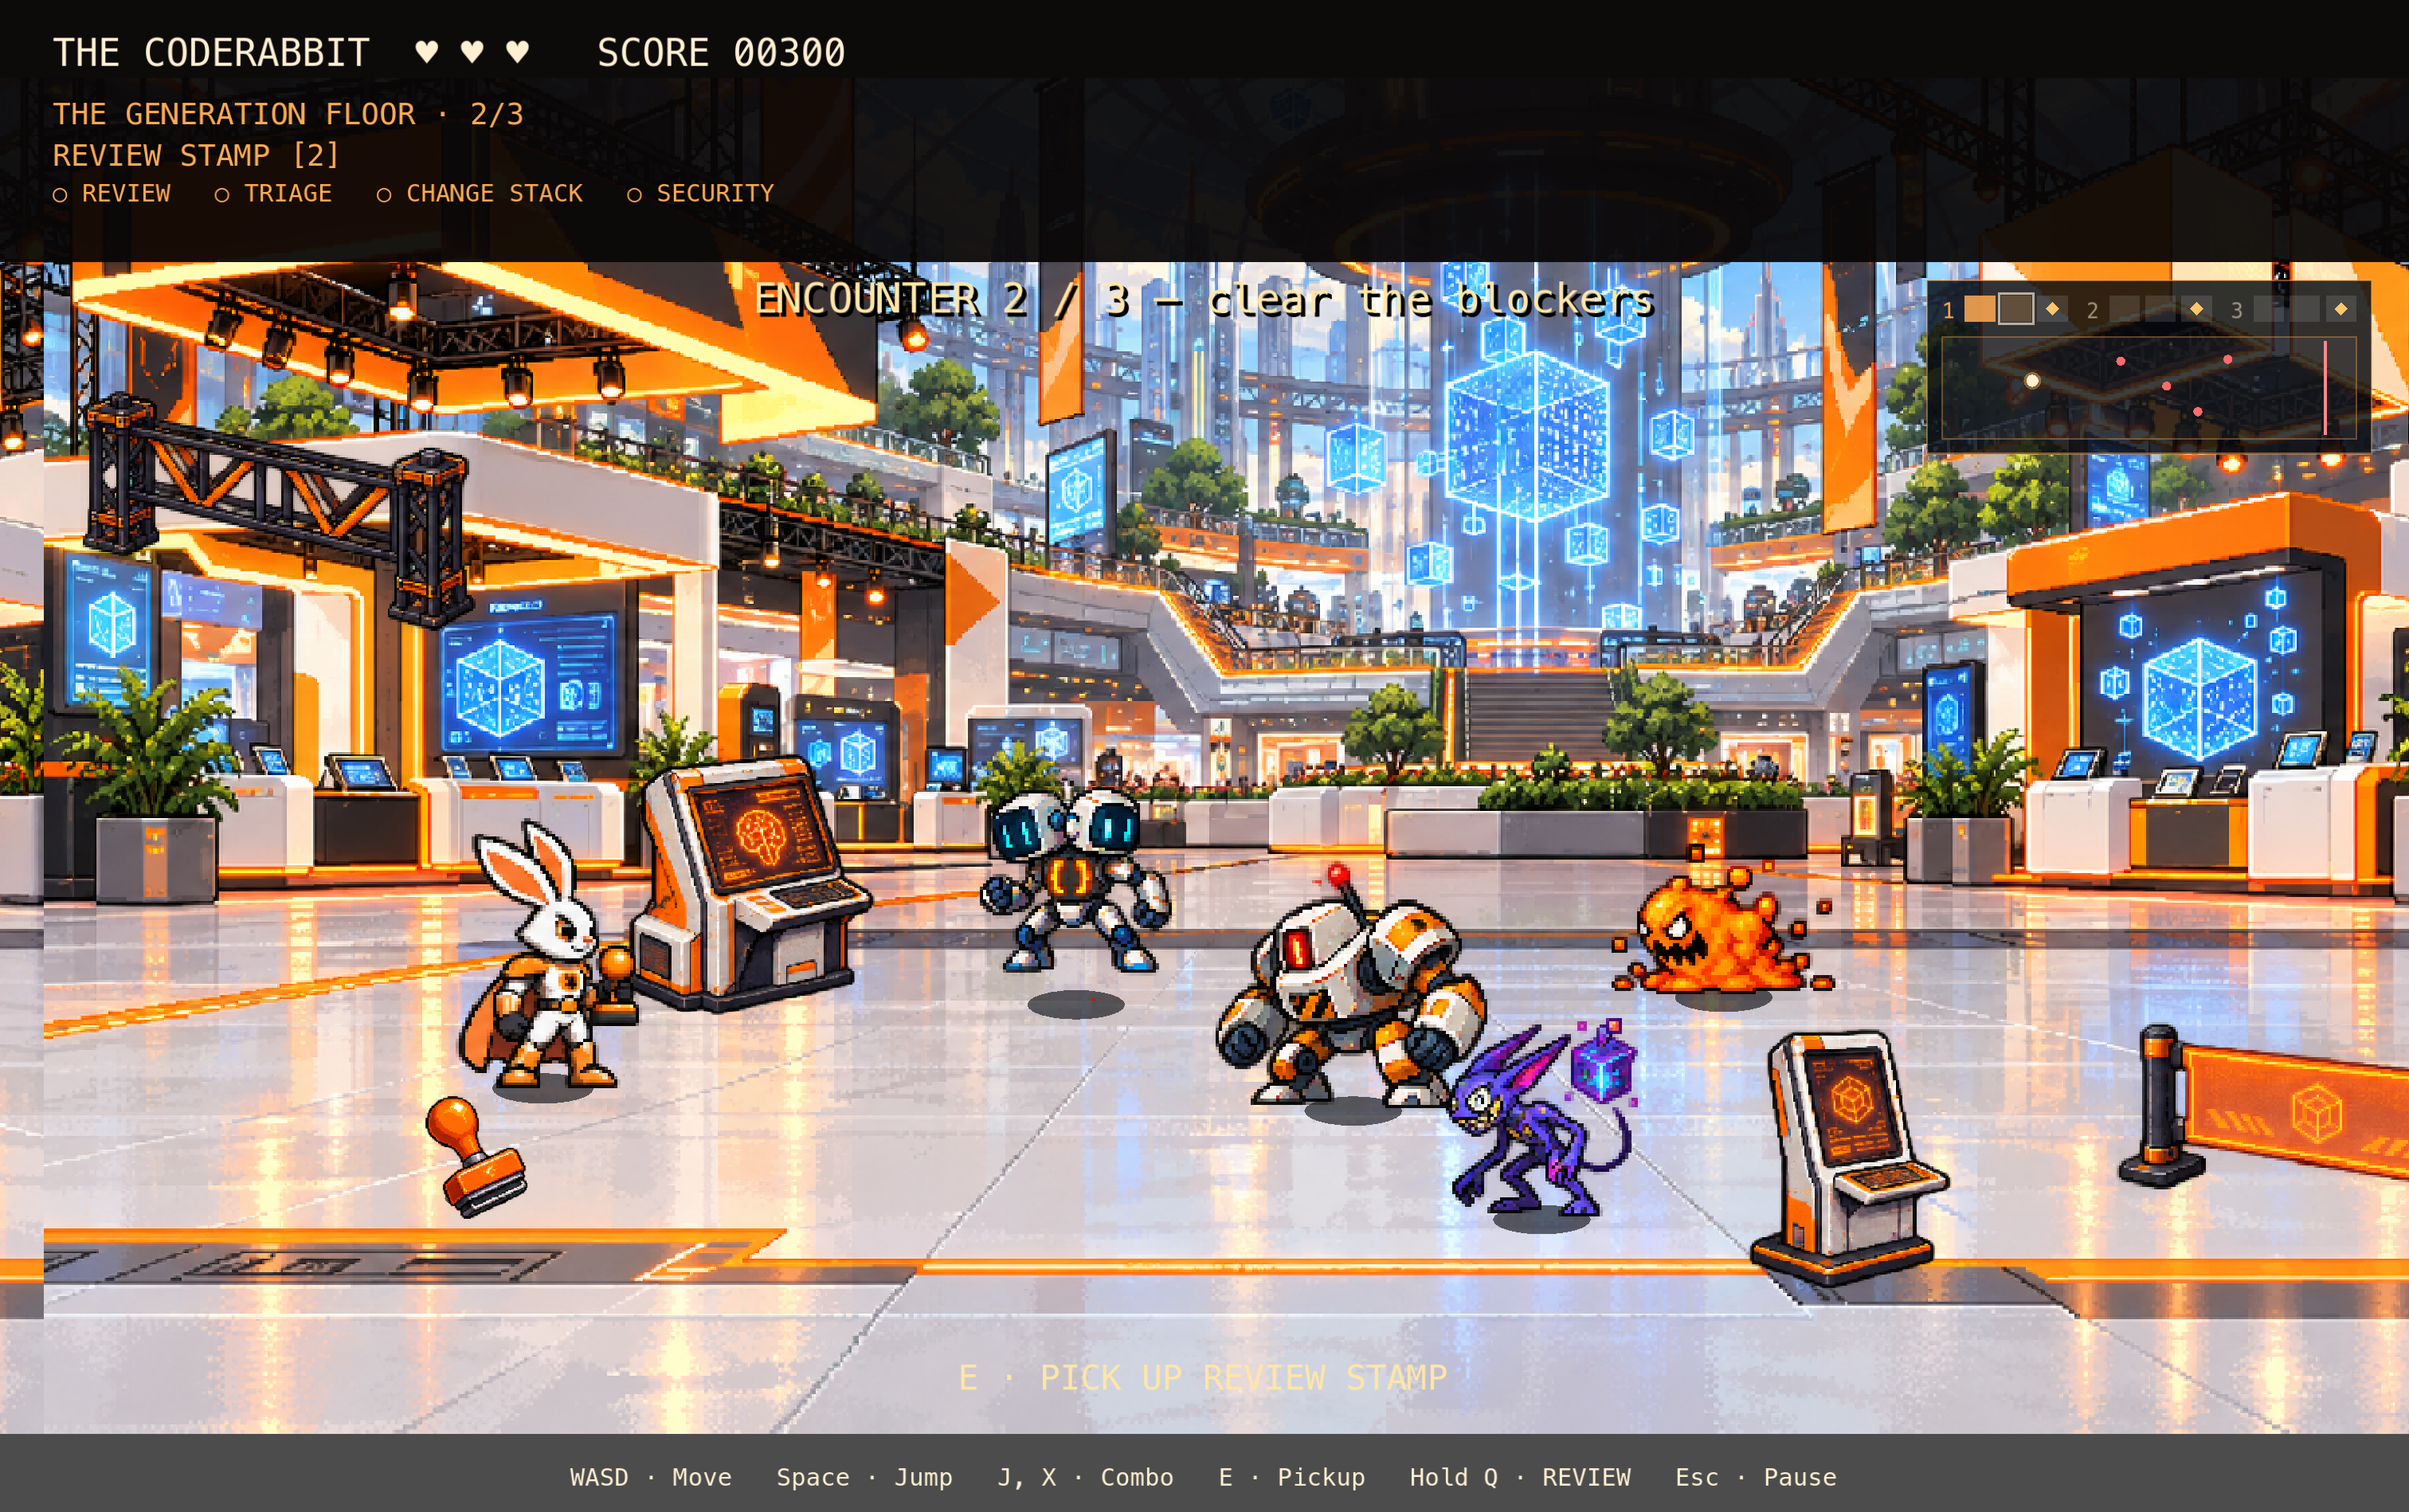 THE CODERABBIT ♥ ♥ ♥ SCORE 00300
THE GENERATION FLOOR · 2/3
REVIEW STAMP [2]
○ REVIEW ○ TRIAGE ○ CHANGE STACK ○ SECURITY
ENCOUNTER 2 / 3 — clear the blockers
1 2 3
E · PICK UP REVIEW STAMP
WASD · Move Space · Jump J, X · Combo E · Pickup Hold Q · REVIEW Esc · Pause